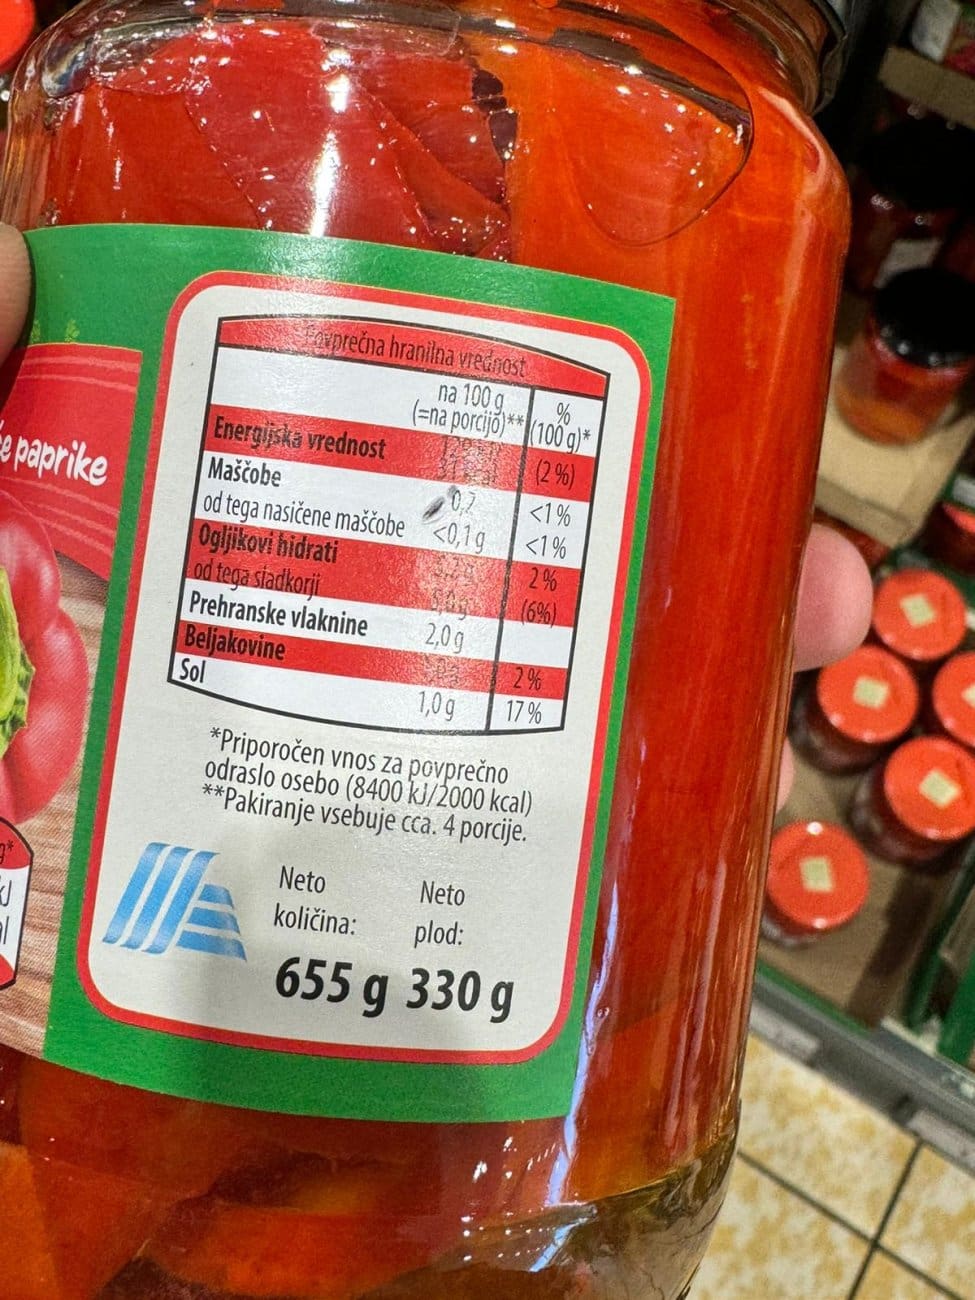 Povprečna hranilna vrednost
na 100 g
(=na porcijo)**
%
(100 g)*
Energijska vrednost (2 %)
Maščobe 0,2 <1 %
od tega nasičene maščobe <0,1 g <1 %
Ogljikovi hidrati 2 %
od tega sladkorji (6%)
Prehranske vlaknine 2,0 g
Beljakovine 2 %
Sol 1,0 g 17 %
*Priporočen vnos za povprečno
odraslo osebo (8400 kJ/2000 kcal)
**Pakiranje vsebuje cca. 4 porcije.
Neto
količina:
655 g
Neto
plod:
330 g
paprike